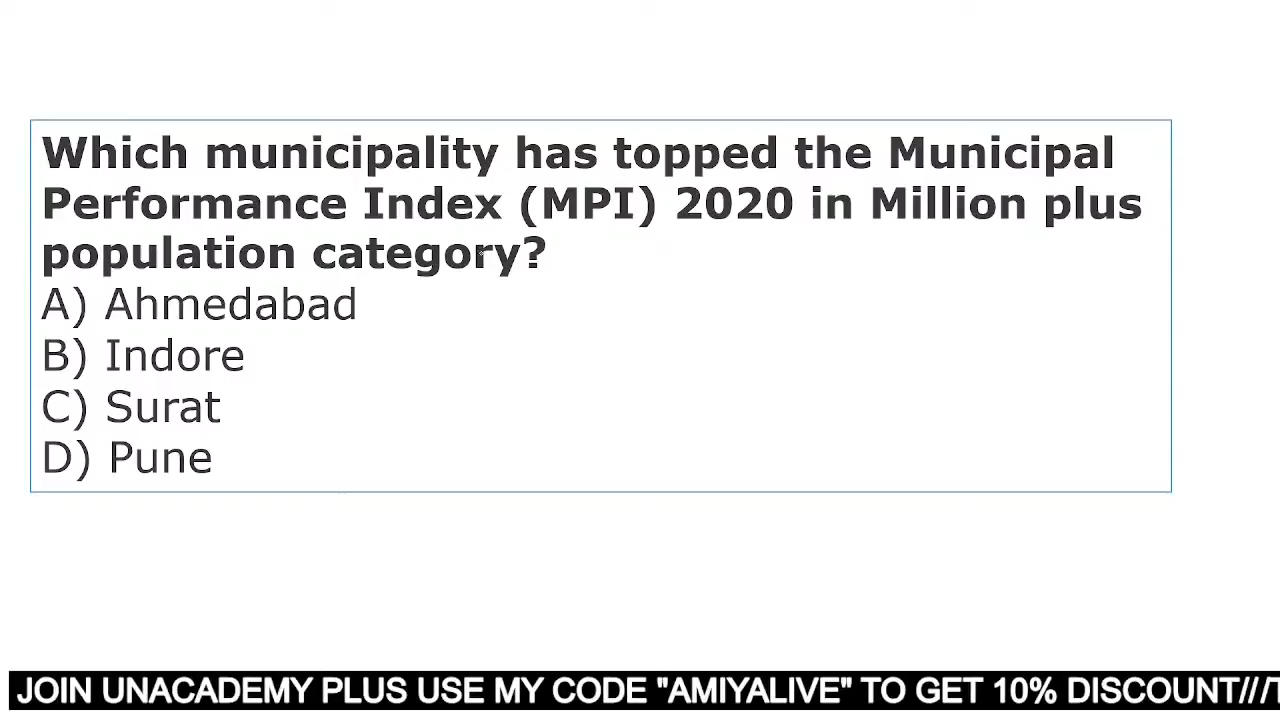 Which municipality has topped the Municipal
Performance Index (MPI) 2020 in Million plus
population category?
A) Ahmedabad
B) Indore
C) Surat
D) Pune
JOIN UNACADEMY PLUS USE MY CODE "AMIYALIVE" TO GET 10% DISCOUNT///T